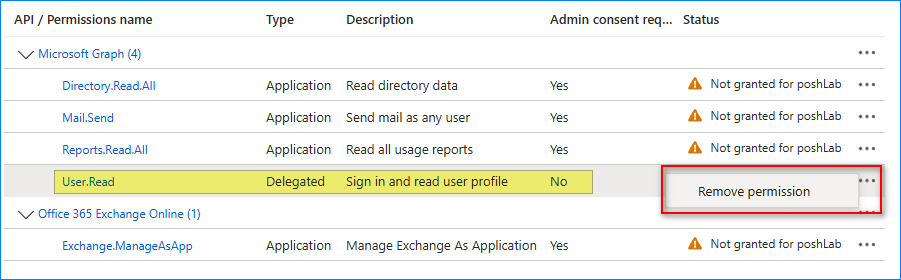 API / Permissions name Type Description Admin consent req... Status
Microsoft Graph (4) ...
Directory.Read.All Application Read directory data Yes Not granted for poshLab ...
Mail.Send Application Send mail as any user Yes Not granted for poshLab ...
Reports.Read.All Application Read all usage reports Yes Not granted for poshLab ...
User.Read Delegated Sign in and read user profile No ...
Remove permission
Office 365 Exchange Online (1)
Exchange.ManageAsApp Application Manage Exchange As Application Yes Not granted for poshLab ...